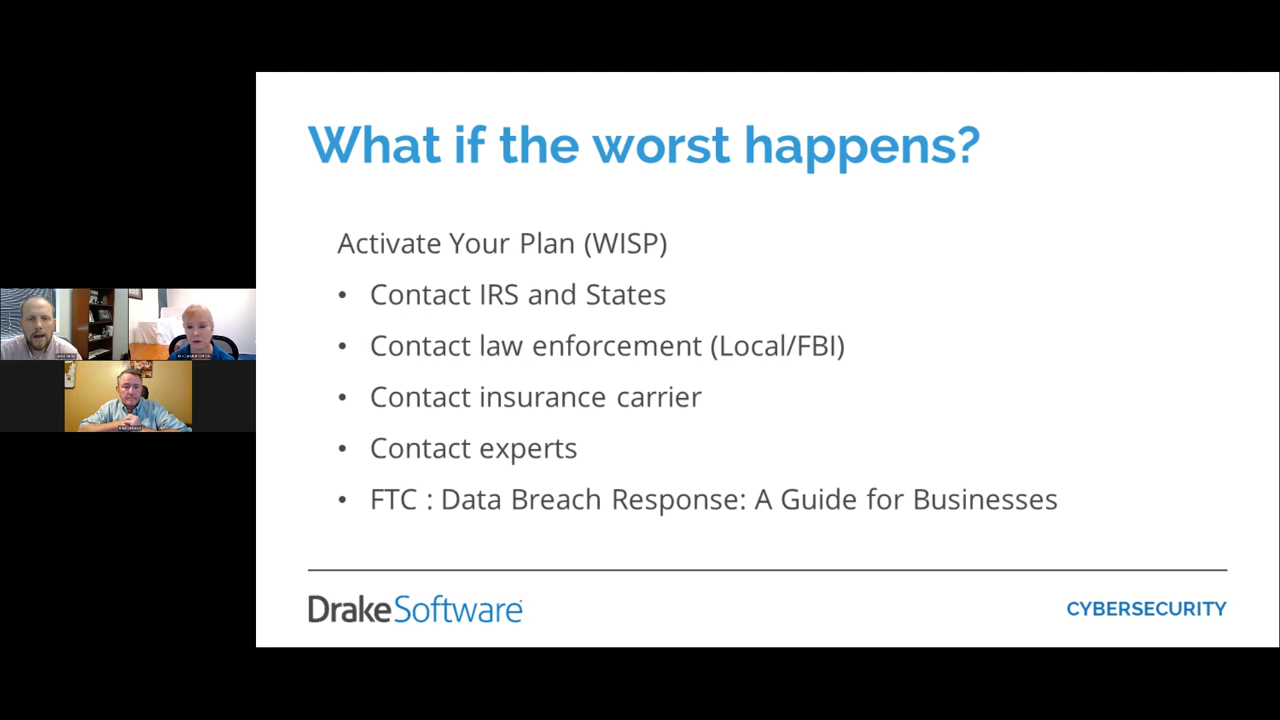 What if the worst happens?
Activate Your Plan (WISP)
• Contact IRS and States
• Contact law enforcement (Local/FBI)
• Contact insurance carrier
• Contact experts
• FTC : Data Breach Response: A Guide for Businesses
DrakeSoftware
CYBERSECURITY